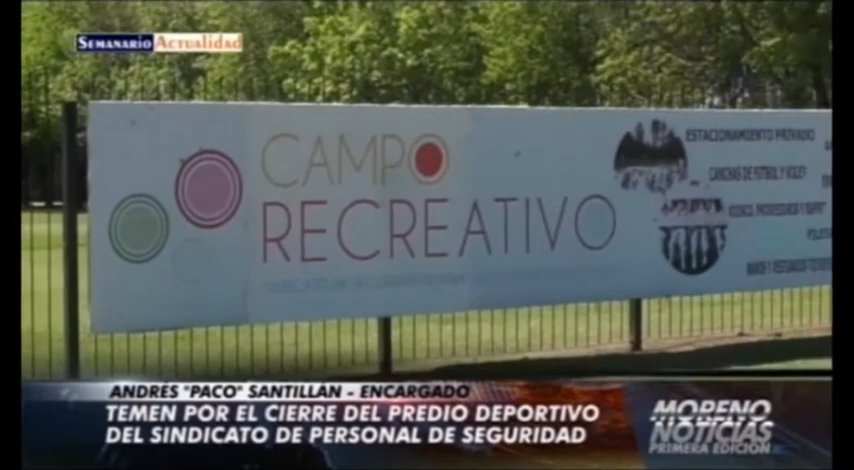 SEMANARIO ACTUALIDAD
CAMPO
RECREATIVO
ESTACIONAMIENTO PRIVADO
CANCHAS DE FUTBOL Y VOLEY
ANDRÉS "PACO" SANTILLÁN - ENCARGADO
TEMEN POR EL CIERRE DEL PREDIO DEPORTIVO
DEL SINDICATO DE PERSONAL DE SEGURIDAD
MORENO
NOTICIAS
PRIMERA EDICIÓN